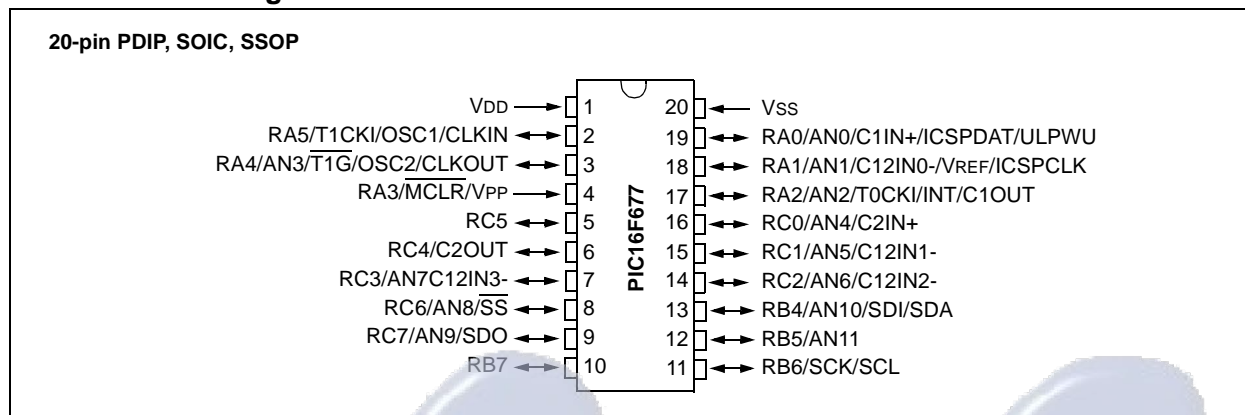 20-pin PDIP, SOIC, SSOP
VDD 1 20 VSS
RA5/T1CKI/OSC1/CLKIN 2 19 RA0/AN0/C1IN+/ICSPDAT/ULPWU
RA4/AN3/T1G/OSC2/CLKOUT 3 18 RA1/AN1/C12IN0-/VREF/ICSPCLK
RA3/MCLR/VPP 4 17 RA2/AN2/T0CKI/INT/C1OUT
RC5 5 16 RC0/AN4/C2IN+
RC4/C2OUT 6 15 RC1/AN5/C12IN1-
RC3/AN7C12IN3- 7 14 RC2/AN6/C12IN2-
RC6/AN8/SS 8 13 RB4/AN10/SDI/SDA
RC7/AN9/SDO 9 12 RB5/AN11
RB7 10 11 RB6/SCK/SCL
PIC16F677